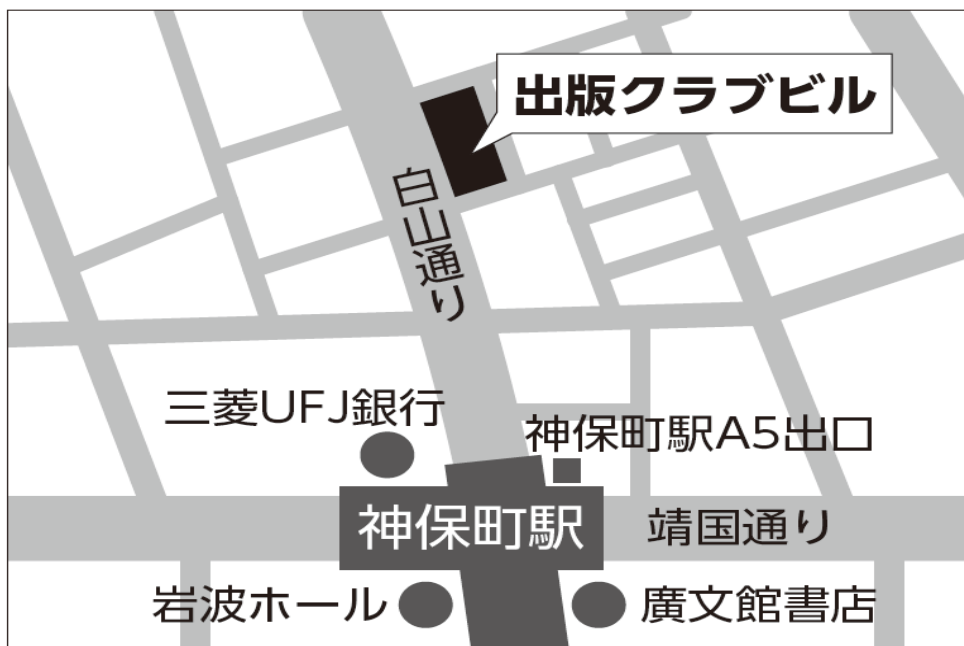 出版クラブビル
白山通り
三菱UFJ銀行
神保町駅A5出口
神保町駅
靖国通り
岩波ホール
廣文館書店